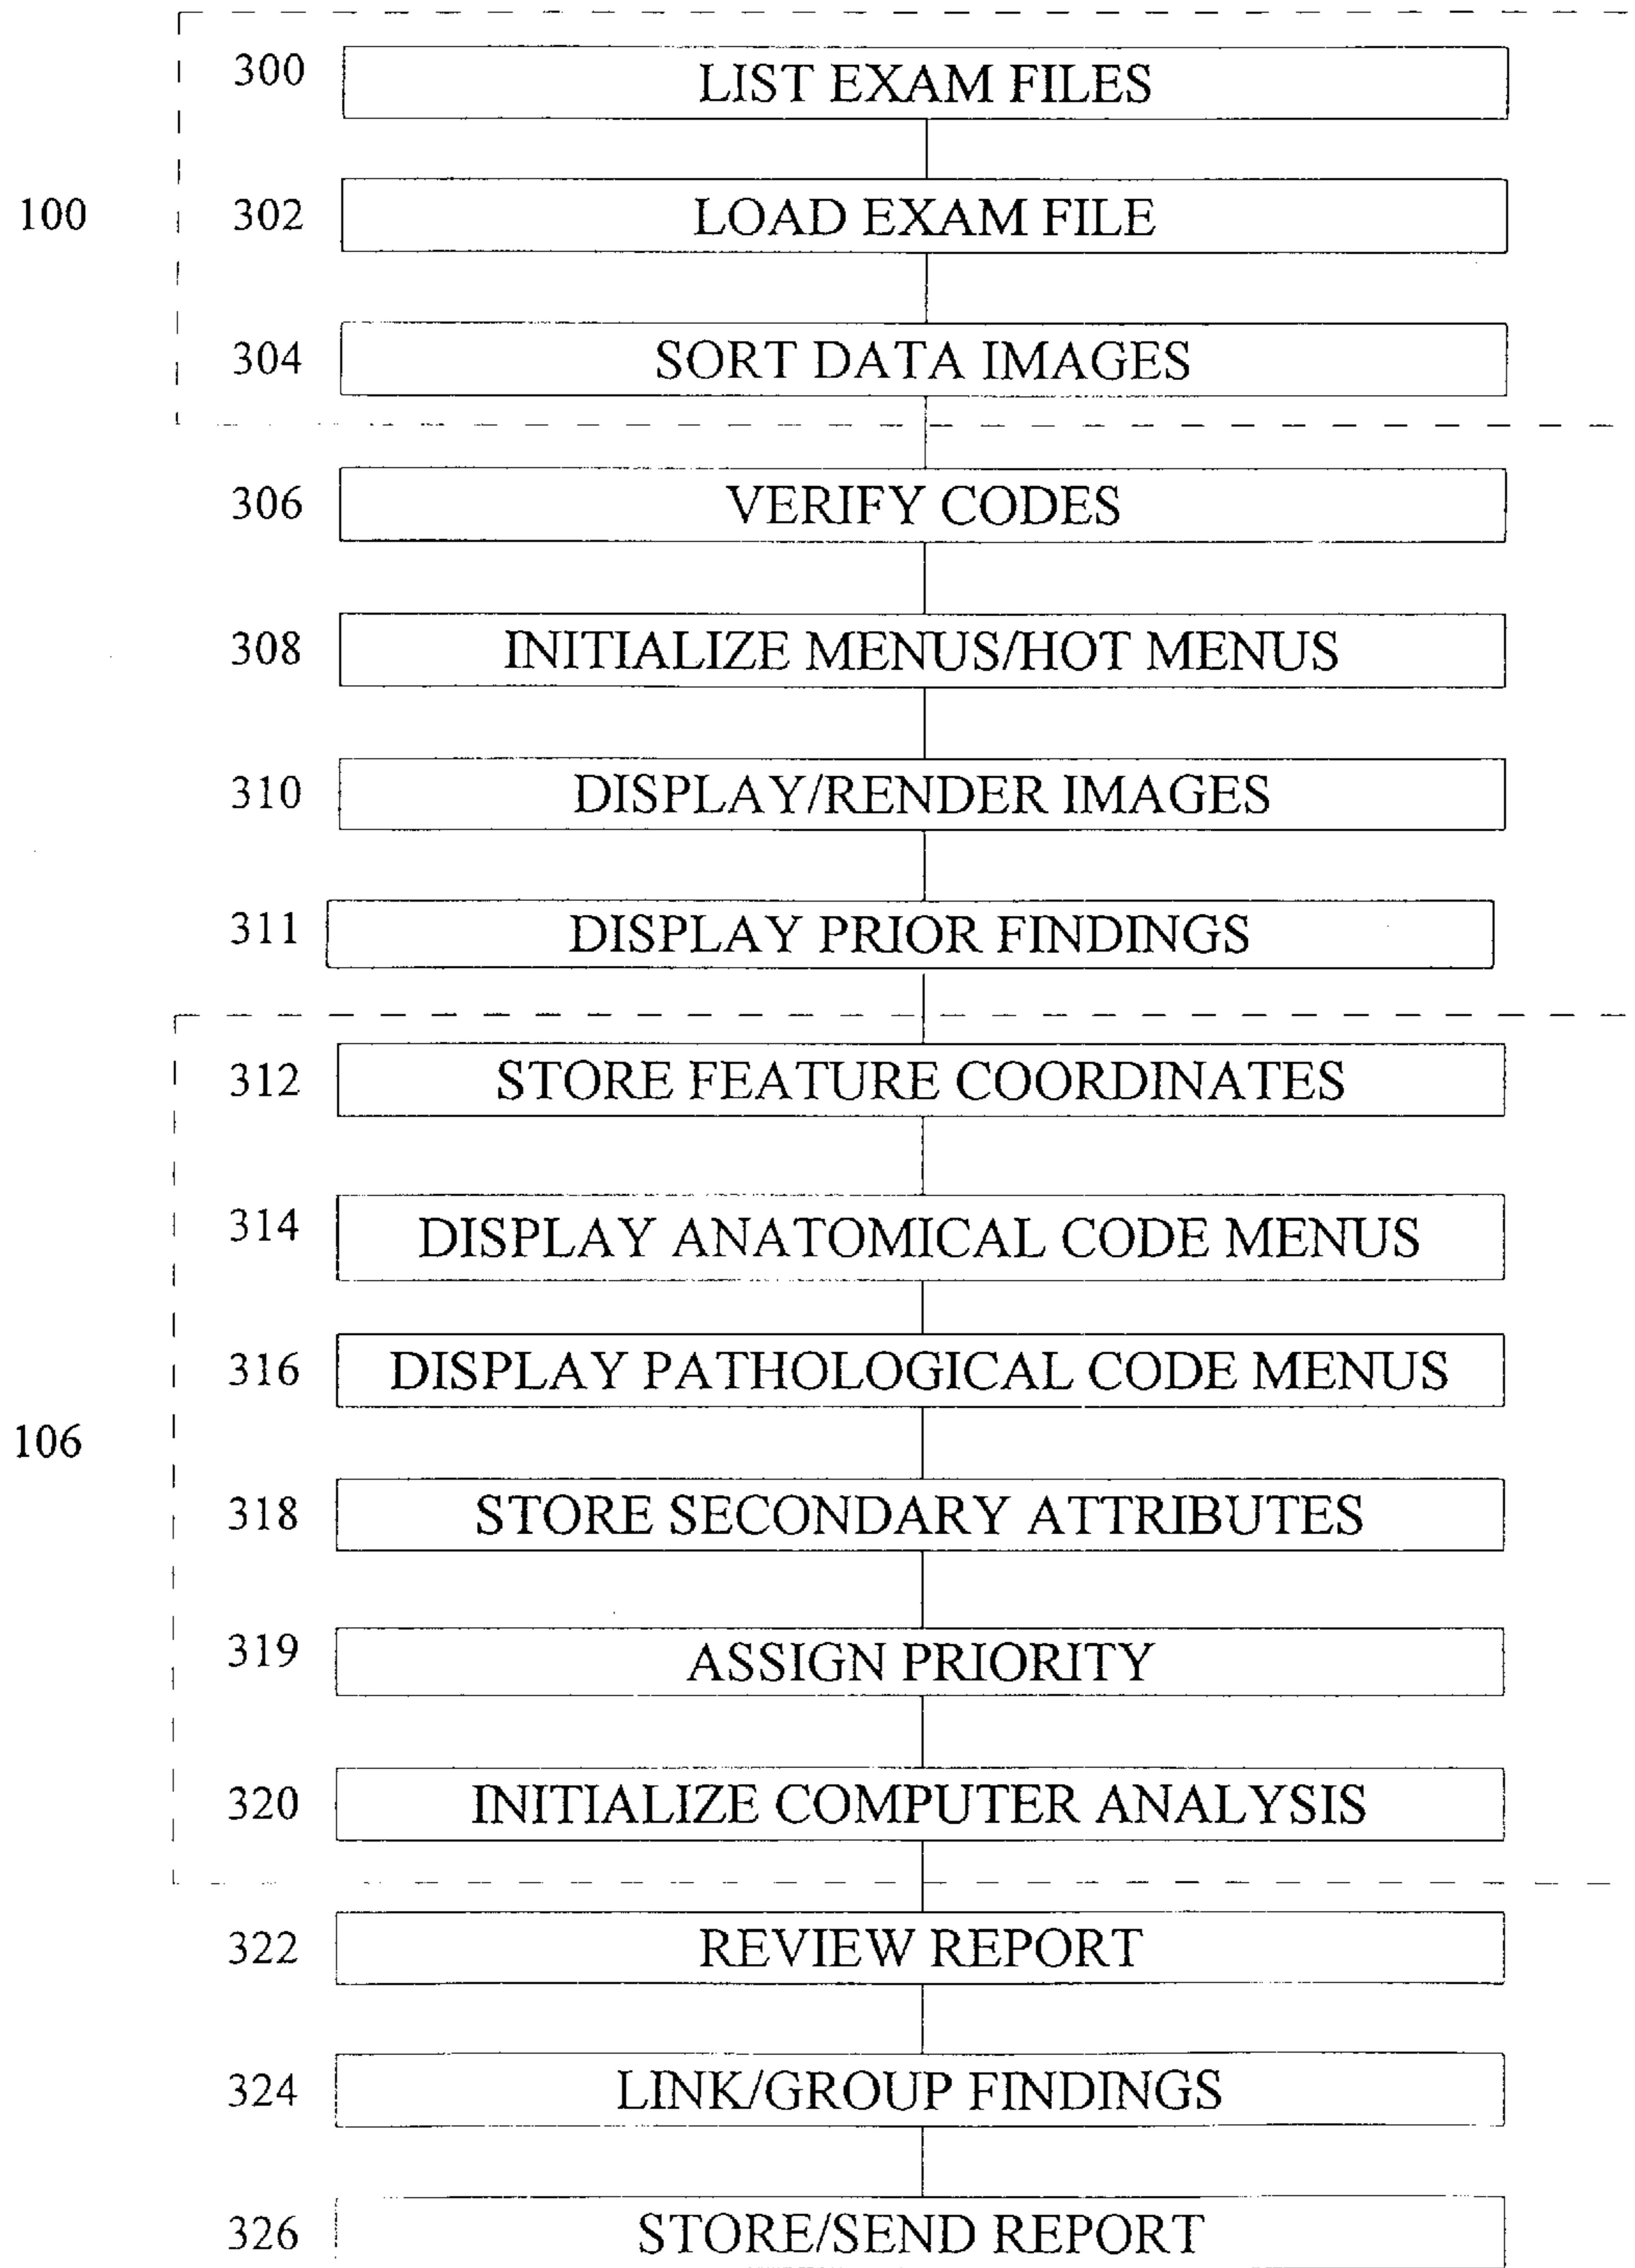 300 LIST EXAM FILES
100 302 LOAD EXAM FILE
304 SORT DATA IMAGES
306 VERIFY CODES
308 INITIALIZE MENUS/HOT MENUS
310 DISPLAY/RENDER IMAGES
311 DISPLAY PRIOR FINDINGS
312 STORE FEATURE COORDINATES
314 DISPLAY ANATOMICAL CODE MENUS
316 DISPLAY PATHOLOGICAL CODE MENUS
106
318 STORE SECONDARY ATTRIBUTES
319 ASSIGN PRIORITY
320 INITIALIZE COMPUTER ANALYSIS
322 REVIEW REPORT
324 LINK/GROUP FINDINGS
326 STORE/SEND REPORT